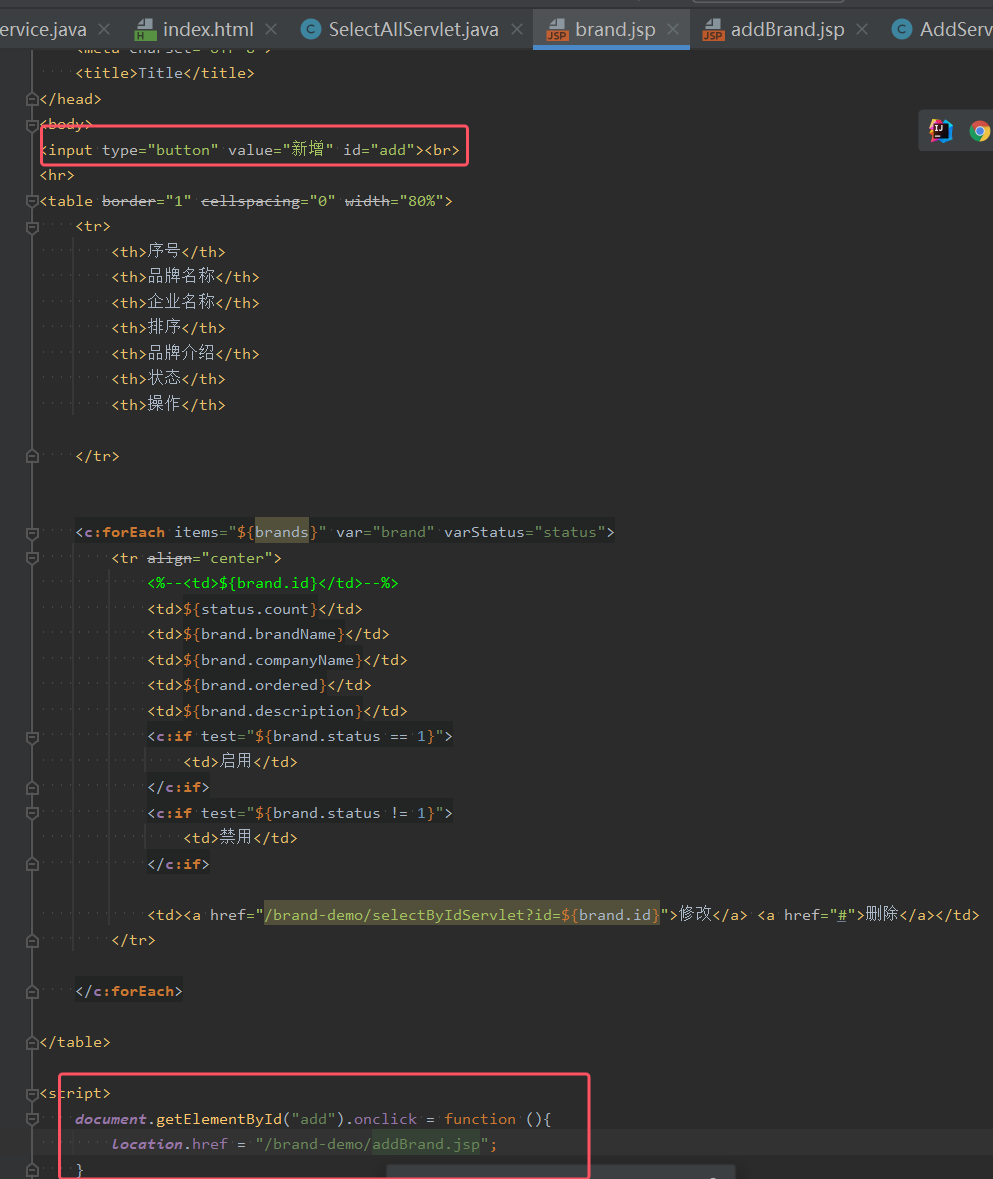 ervice.java index.html SelectAllServlet.java brand.jsp addBrand.jsp AddServ
<title>Title</title>
</head>
<body>
<input type="button" value="新增" id="add"><br>
<hr>
<table border="1" cellspacing="0" width="80%">
<tr>
<th>序号</th>
<th>品牌名称</th>
<th>企业名称</th>
<th>排序</th>
<th>品牌介绍</th>
<th>状态</th>
<th>操作</th>
</tr>
<c:forEach items="${brands}" var="brand" varStatus="status">
<tr align="center">
<%--<td>${brand.id}</td>--%>
<td>${status.count}</td>
<td>${brand.brandName}</td>
<td>${brand.companyName}</td>
<td>${brand.ordered}</td>
<td>${brand.description}</td>
<c:if test="${brand.status == 1}">
<td>启用</td>
</c:if>
<c:if test="${brand.status != 1}">
<td>禁用</td>
</c:if>
<td><a href="/brand-demo/selectByIdServlet?id=${brand.id}">修改</a> <a href="#">删除</a></td>
</tr>
</c:forEach>
</table>
<script>
document.getElementById("add").onclick = function (){
location.href = "/brand-demo/addBrand.jsp";
}